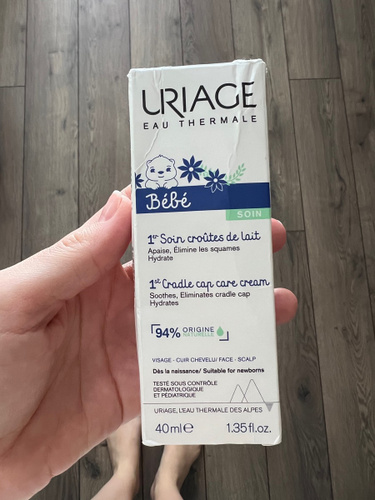 URIAGE
EAU THERMALE
Bébé
SOIN
1er Soin croûtes de lait
Apaise, Élimine les squames
Hydrate
1st Cradle cap care cream
Soothes, Eliminates cradle cap
Hydrates
94% ORIGINE
NATURELLE
VISAGE - CUIR CHEVELU/ FACE - SCALP
Dès la naissance/ Suitable for newborns
TESTÉ SOUS CONTRÔLE
DERMATOLOGIQUE
ET PÉDIATRIQUE
URIAGE, L'EAU THERMALE DES ALPES
40 ml e 1.35 fl.oz.